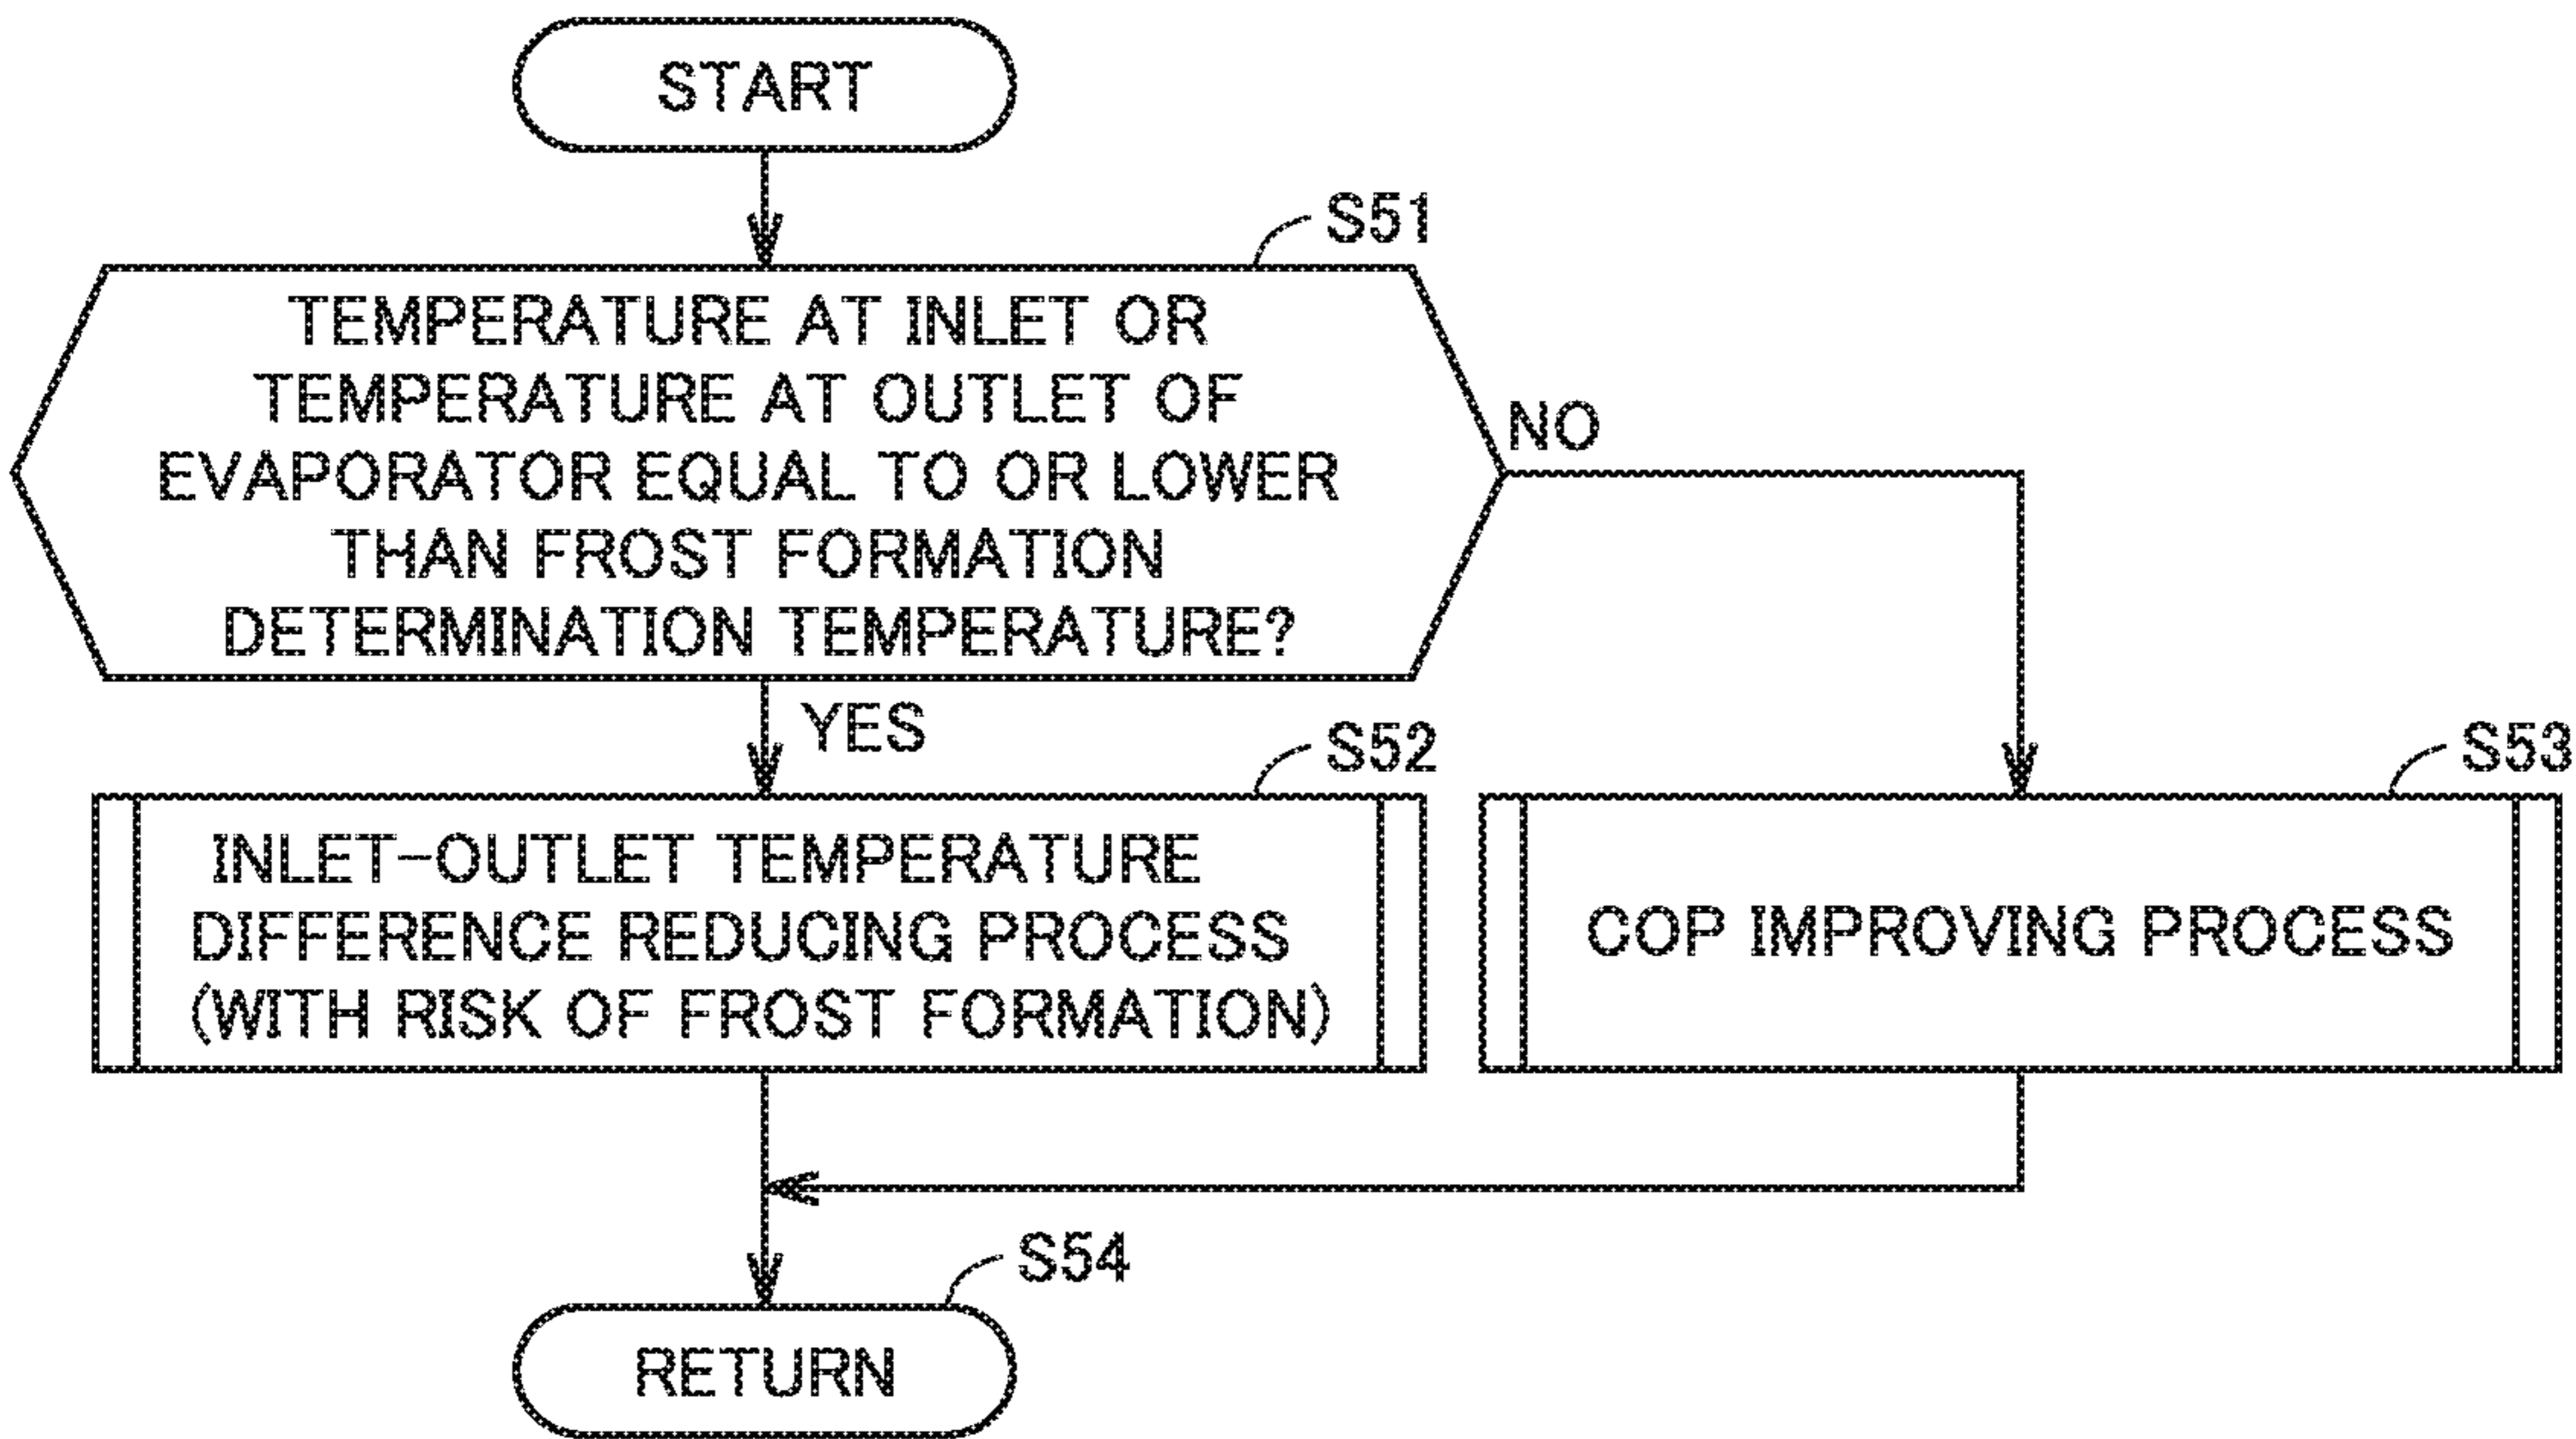 START
S51
TEMPERATURE AT INLET OR
TEMPERATURE AT OUTLET OF
EVAPORATOR EQUAL TO OR LOWER
THAN FROST FORMATION
DETERMINATION TEMPERATURE?
NO
YES
S52
INLET-OUTLET TEMPERATURE
DIFFERENCE REDUCING PROCESS
(WITH RISK OF FROST FORMATION)
S53
COP IMPROVING PROCESS
S54
RETURN